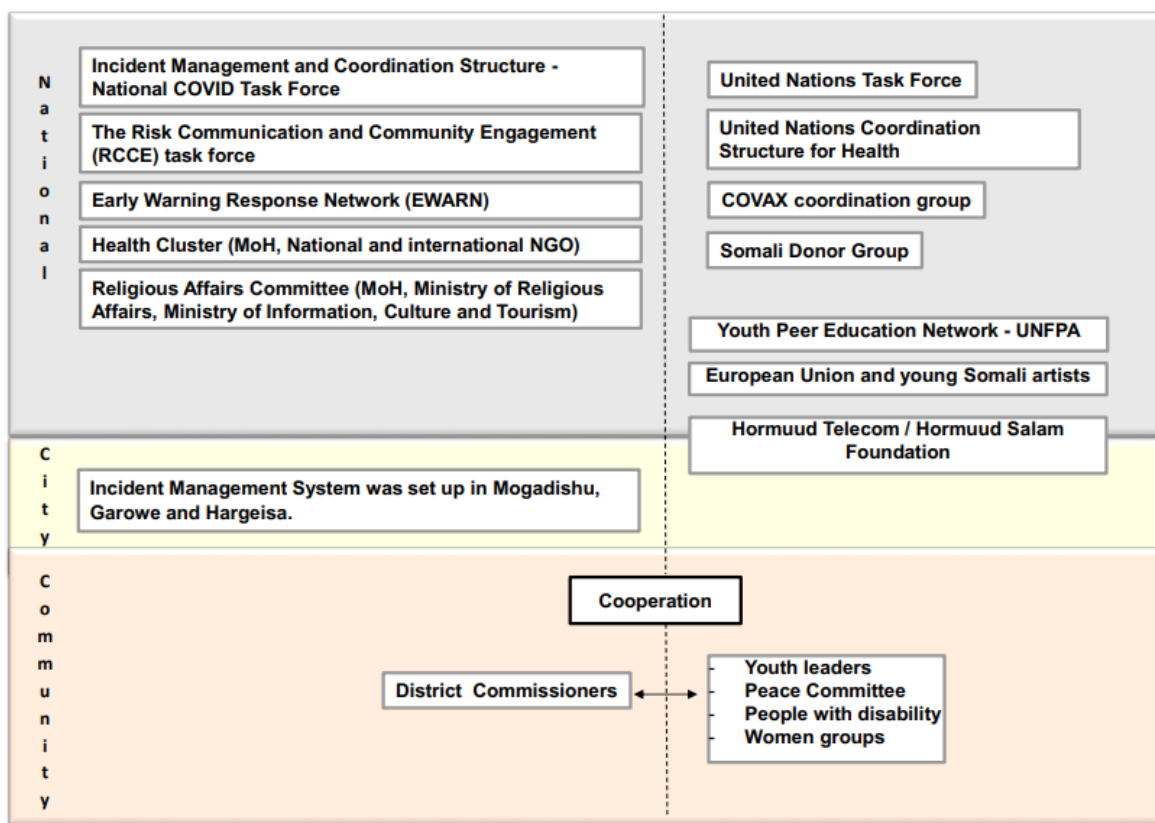 National
Incident Management and Coordination Structure -
National COVID Task Force
The Risk Communication and Community Engagement
(RCCE) task force
Early Warning Response Network (EWARN)
Health Cluster (MoH, National and international NGO)
Religious Affairs Committee (MoH, Ministry of Religious
Affairs, Ministry of Information, Culture and Tourism)
United Nations Task Force
United Nations Coordination
Structure for Health
COVAX coordination group
Somali Donor Group
Youth Peer Education Network - UNFPA
European Union and young Somali artists
Hormuud Telecom / Hormuud Salam
Foundation
City
Incident Management System was set up in Mogadishu,
Garowe and Hargeisa.
Community
Cooperation
District Commissioners
- Youth leaders
- Peace Committee
- People with disability
- Women groups